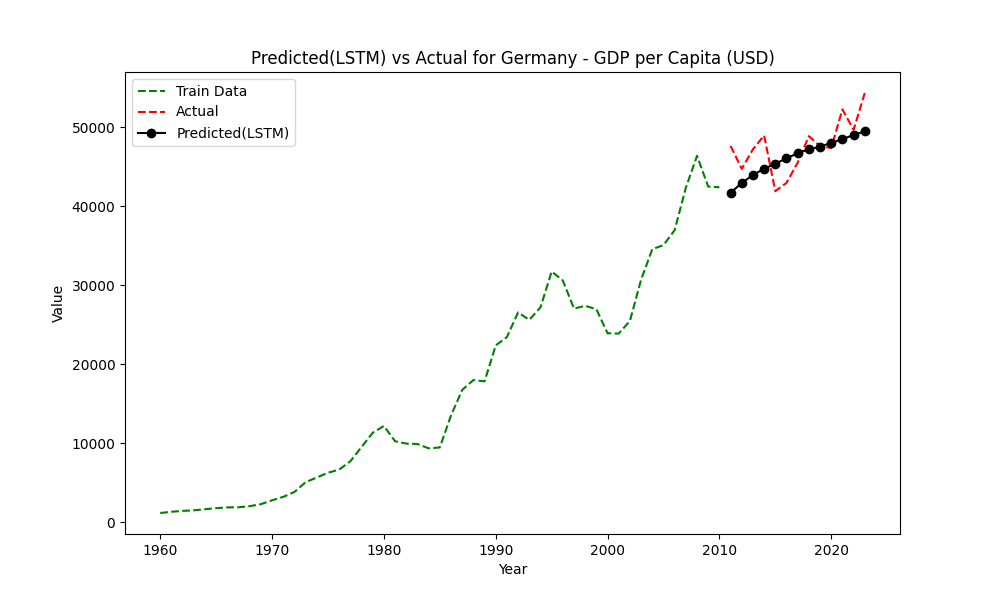 Predicted(LSTM) vs Actual for Germany - GDP per Capita (USD)
Train Data
Actual
Predicted(LSTM)
50000
40000
30000
20000
10000
0
Value
1960 1970 1980 1990 2000 2010 2020
Year